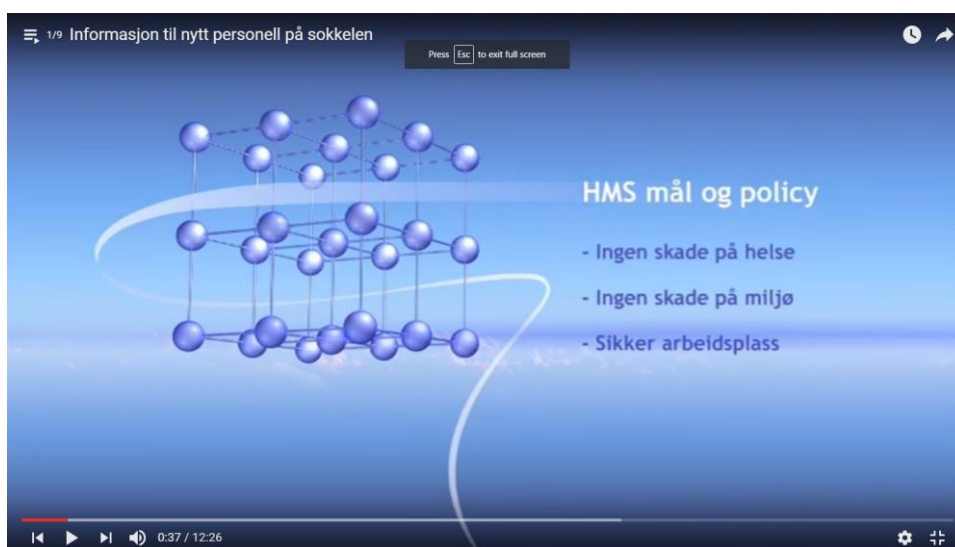 1/9 Informasjon til nytt personell på sokkelen
Press Esc to exit full screen
HMS mål og policy
- Ingen skade på helse
- Ingen skade på miljø
- Sikker arbeidsplass
0:37 / 12:26